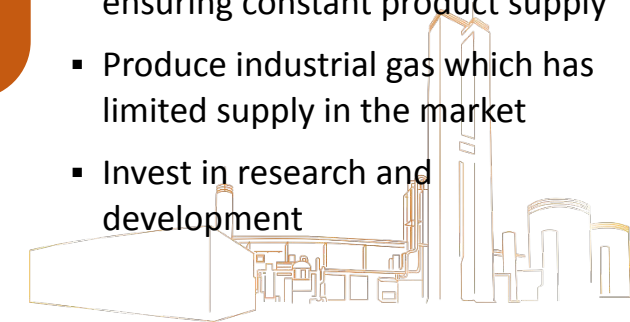 ensuring constant product supply
▪ Produce industrial gas which has
limited supply in the market
▪ Invest in research and
development